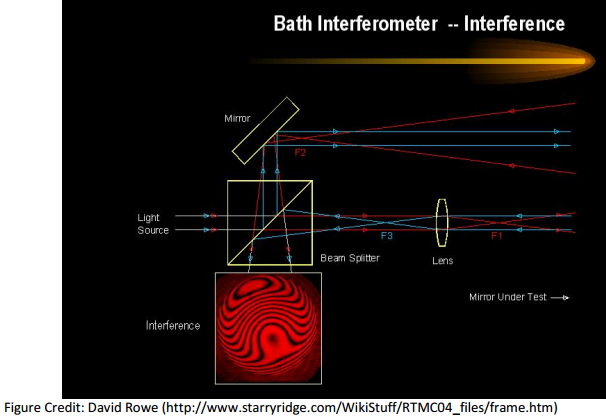 Bath Interferometer -- Interference
Mirror
F2
Light
Source
F3
F1
Beam Splitter
Lens
Mirror Under Test
Interference
Figure Credit: David Rowe (http://www.starryridge.com/WikiStuff/RTMC04_files/frame.htm)